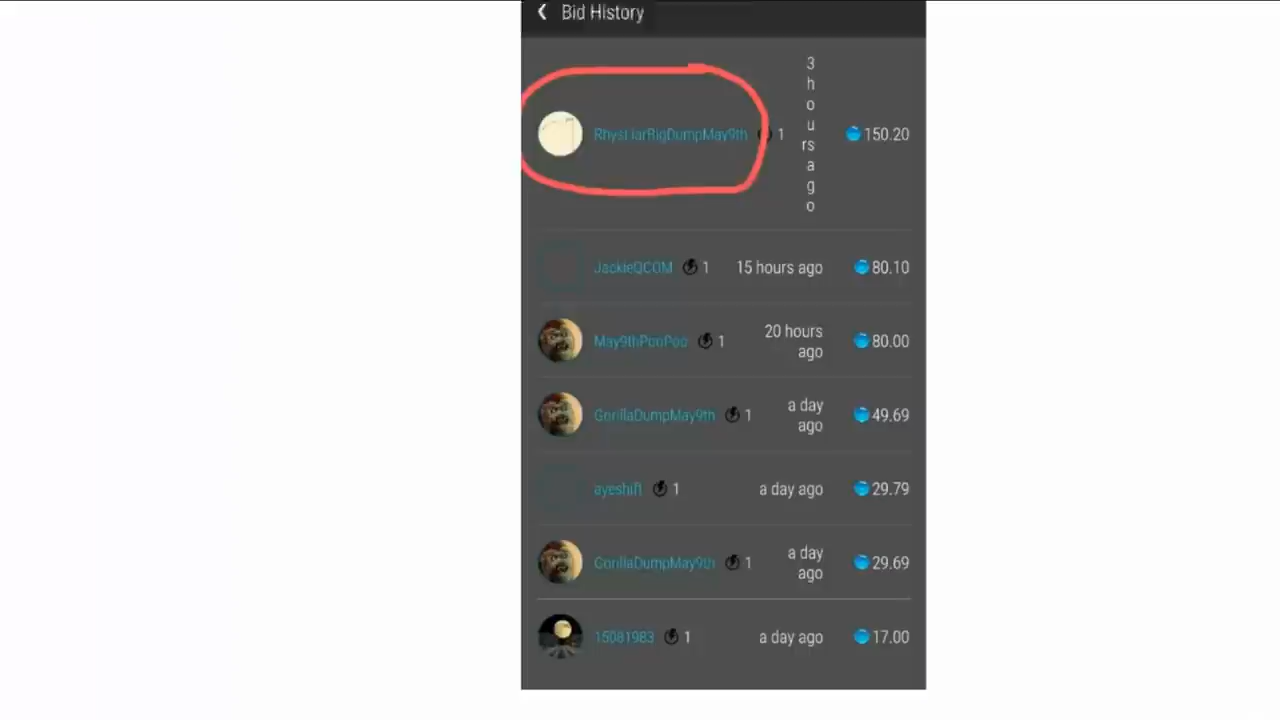 Bid History
RhysLiarBigDumpMay9th 1 3 hours ago 150.20
JackieQCOM 1 15 hours ago 80.10
May9thPooPoo 1 20 hours
ago 80.00
GorillaDumpMay9th 1 a day
ago 49.69
ayeshift 1 a day ago 29.79
GorillaDumpMay9th 1 a day
ago 29.69
15081983 1 a day ago 17.00